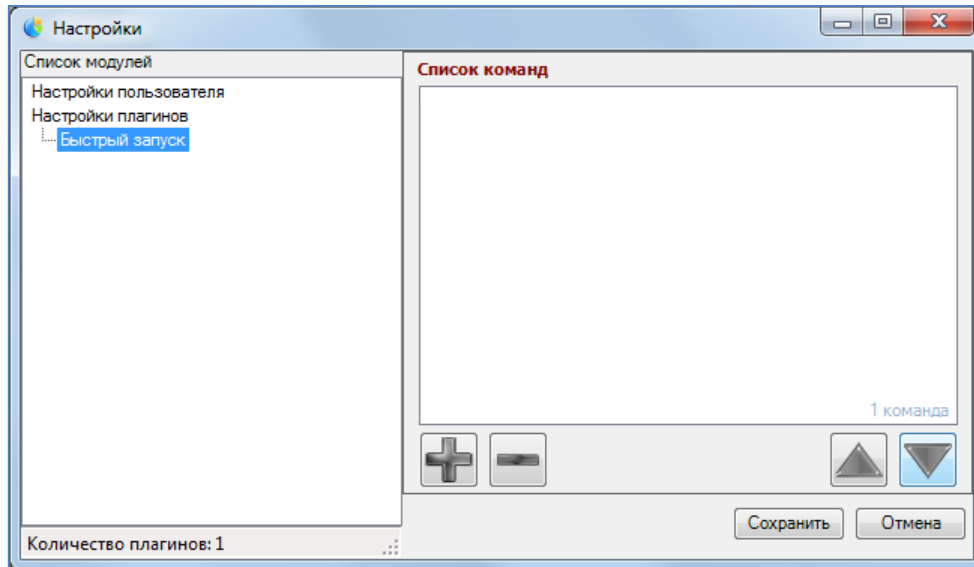 Настройки
Список модулей
Настройки пользователя
Настройки плагинов
Быстрый запуск
Количество плагинов: 1
Список команд
1 команда
Сохранить
Отмена